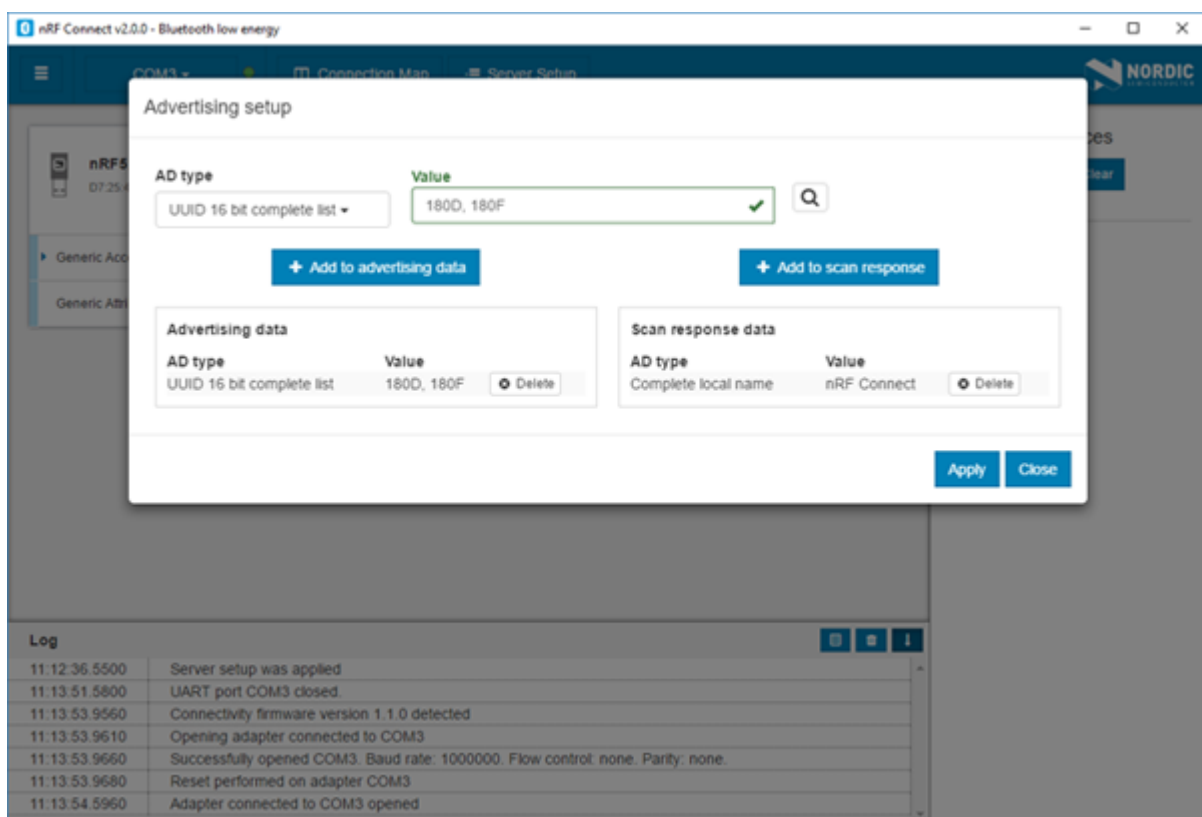 nRF Connect v2.0.0 - Bluetooth low energy
COM3 Connection Map Server Setup
NORDIC
Advertising setup
nRF5
D7:25:
AD type Value
UUID 16 bit complete list 180D, 180F
Clear
Generic Acc
+ Add to advertising data + Add to scan response
Generic Attri
Advertising data Scan response data
AD type Value AD type Value
UUID 16 bit complete list 180D, 180F Delete Complete local name nRF Connect Delete
Apply Close
Log
11:12:36.5500 Server setup was applied
11:13:51.5800 UART port COM3 closed.
11:13:53.9560 Connectivity firmware version 1.1.0 detected
11:13:53.9610 Opening adapter connected to COM3
11:13:53.9660 Successfully opened COM3. Baud rate: 1000000. Flow control: none. Parity: none.
11:13:53.9680 Reset performed on adapter COM3
11:13:54.5960 Adapter connected to COM3 opened